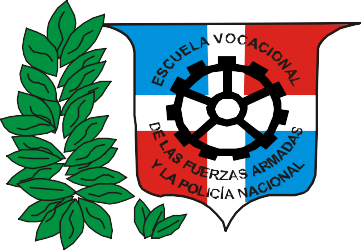 ESCUELA VOCACIONAL
DE LAS FUERZAS ARMADAS
Y LA POLICÍA NACIONAL